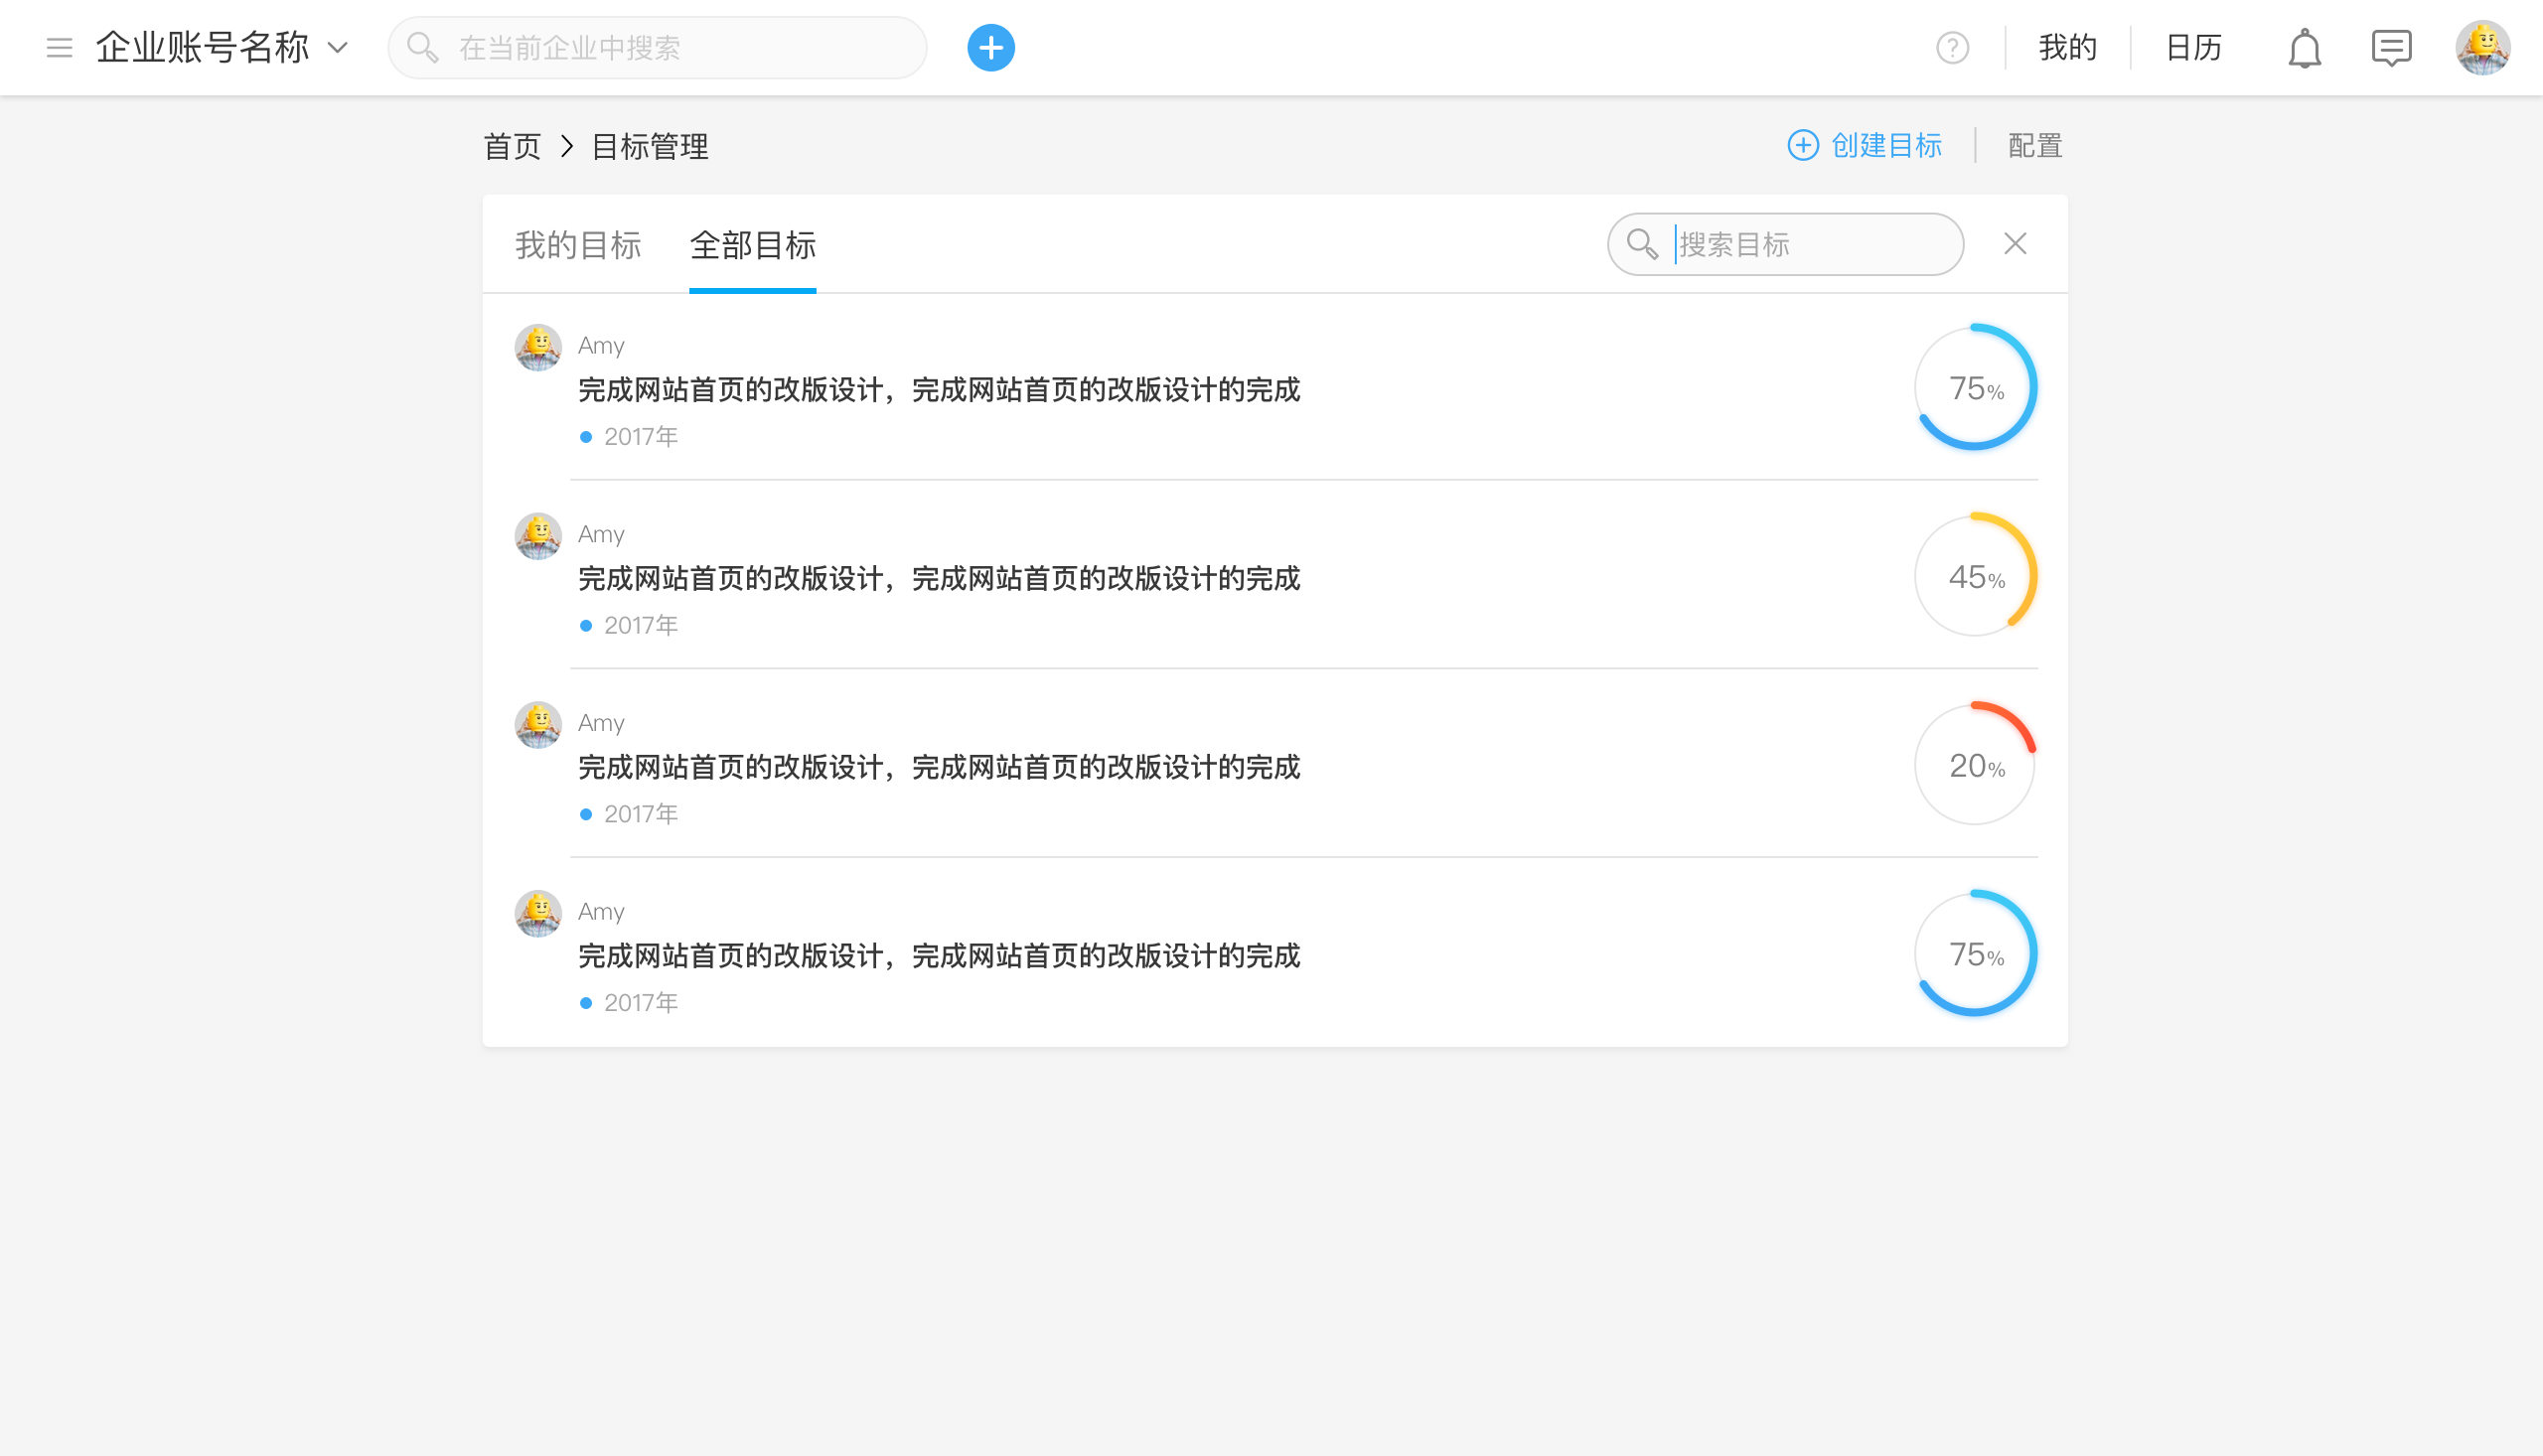 企业账号名称 在当前企业中搜索 我的 日历
首页 > 目标管理 创建目标 配置
我的目标 全部目标 搜索目标
Amy
完成网站首页的改版设计，完成网站首页的改版设计的完成
75%
2017年
Amy
完成网站首页的改版设计，完成网站首页的改版设计的完成
45%
2017年
Amy
完成网站首页的改版设计，完成网站首页的改版设计的完成
20%
2017年
Amy
完成网站首页的改版设计，完成网站首页的改版设计的完成
75%
2017年